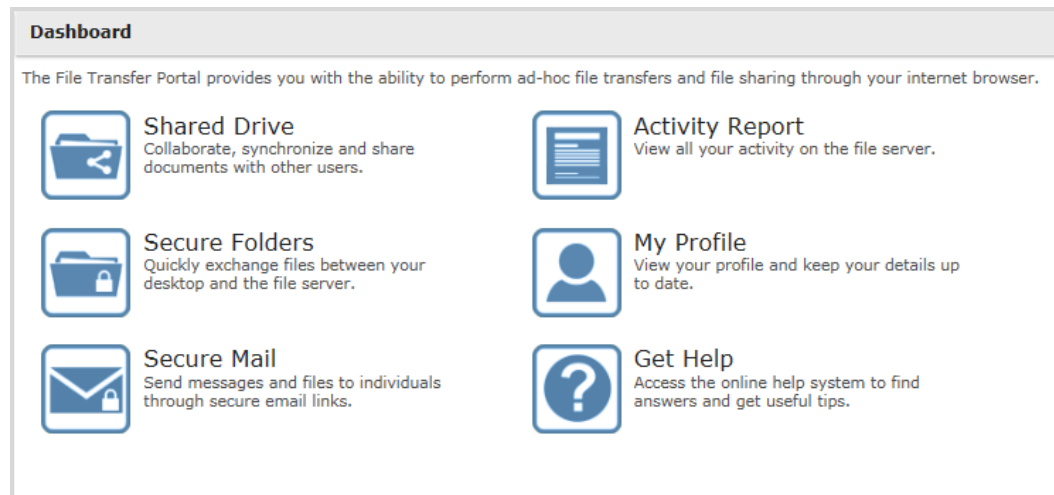 Dashboard
The File Transfer Portal provides you with the ability to perform ad-hoc file transfers and file sharing through your internet browser.
Shared Drive
Collaborate, synchronize and share
documents with other users.
Activity Report
View all your activity on the file server.
Secure Folders
Quickly exchange files between your
desktop and the file server.
My Profile
View your profile and keep your details up
to date.
Secure Mail
Send messages and files to individuals
through secure email links.
Get Help
Access the online help system to find
answers and get useful tips.